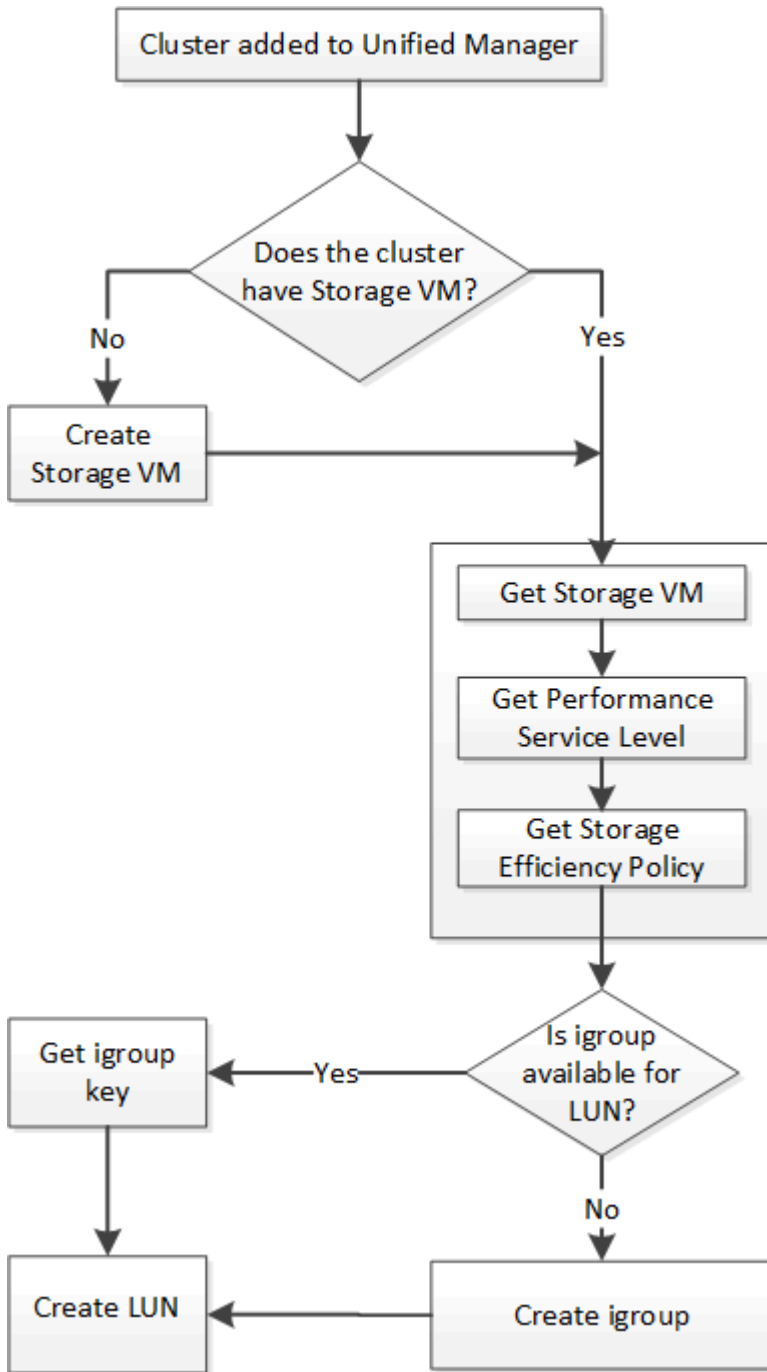 Cluster added to Unified Manager
Does the cluster
have Storage VM?
No
Yes
Create
Storage VM
Get Storage VM
Get Performance
Service Level
Get Storage
Efficiency Policy
Is igroup
available for
LUN?
Yes
Get igroup
key
No
Create LUN
Create igroup